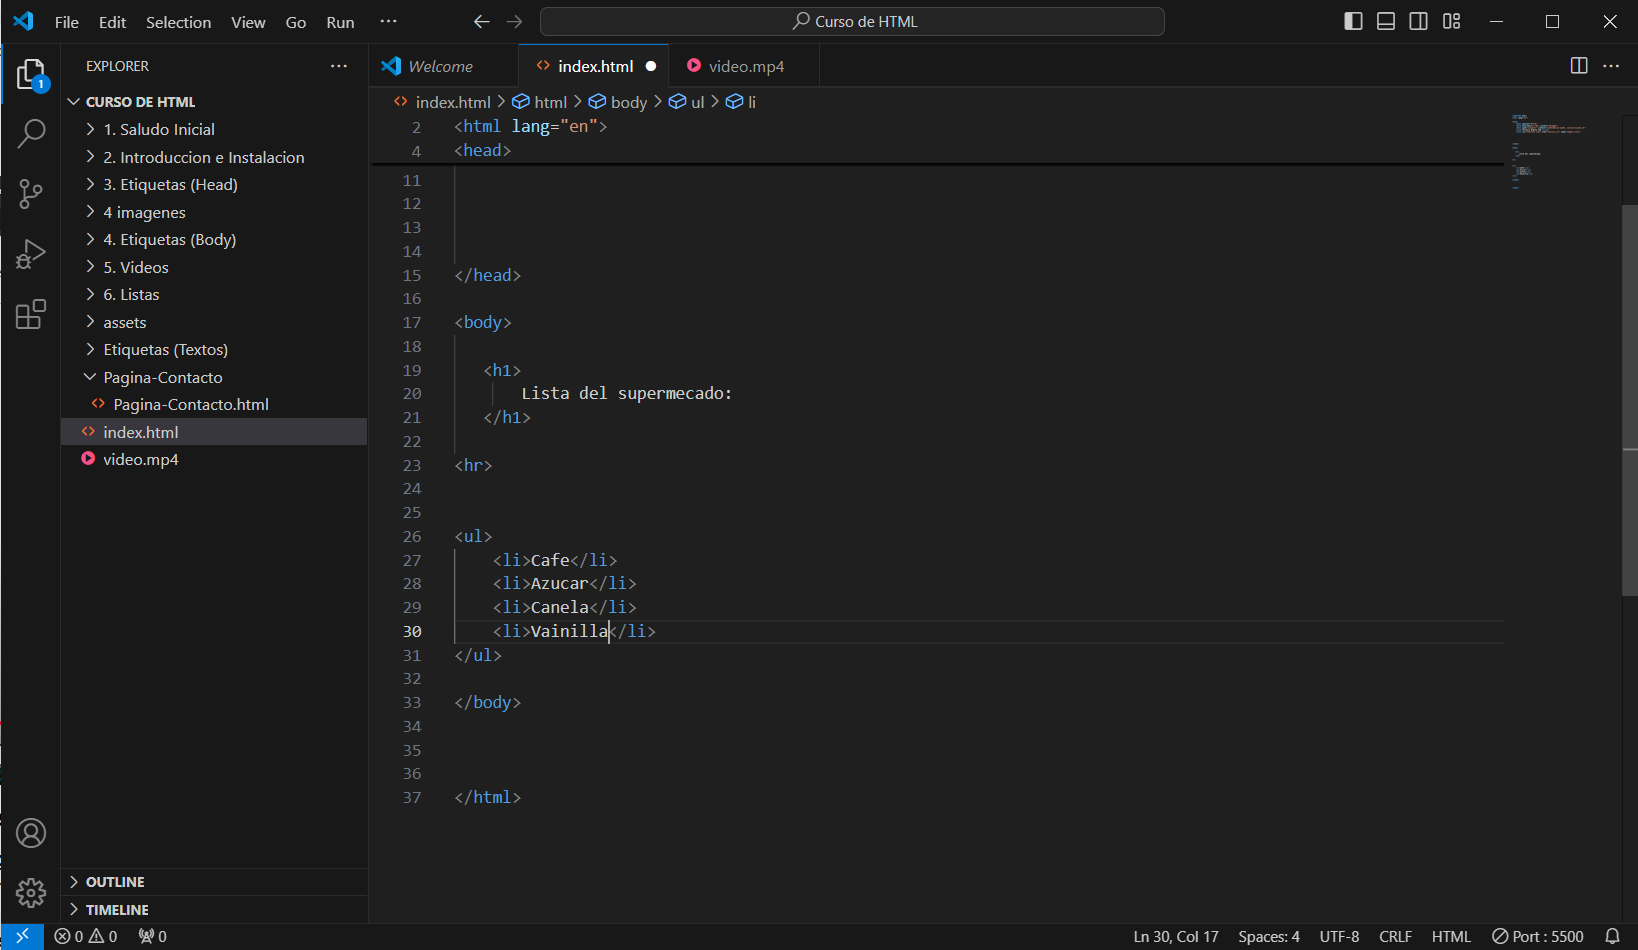 File Edit Selection View Go Run ··· Curso de HTML
EXPLORER ···
CURSO DE HTML
1. Saludo Inicial
2. Introduccion e Instalacion
3. Etiquetas (Head)
4 imagenes
4. Etiquetas (Body)
5. Videos
6. Listas
assets
Etiquetas (Textos)
Pagina-Contacto
Pagina-Contacto.html
index.html
video.mp4
OUTLINE
TIMELINE
1
Welcome index.html video.mp4
index.html > html > body > ul > li
2 <html lang="en">
4 <head>
11
12
13
14
15 </head>
16
17 <body>
18
19 <h1>
20 Lista del supermecado:
21 </h1>
22
23 <hr>
24
25
26 <ul>
27 <li>Cafe</li>
28 <li>Azucar</li>
29 <li>Canela</li>
30 <li>Vainilla</li>
31 </ul>
32
33 </body>
34
35
36
37 </html>
0 0 0 Ln 30, Col 17 Spaces: 4 UTF-8 CRLF HTML Port : 5500